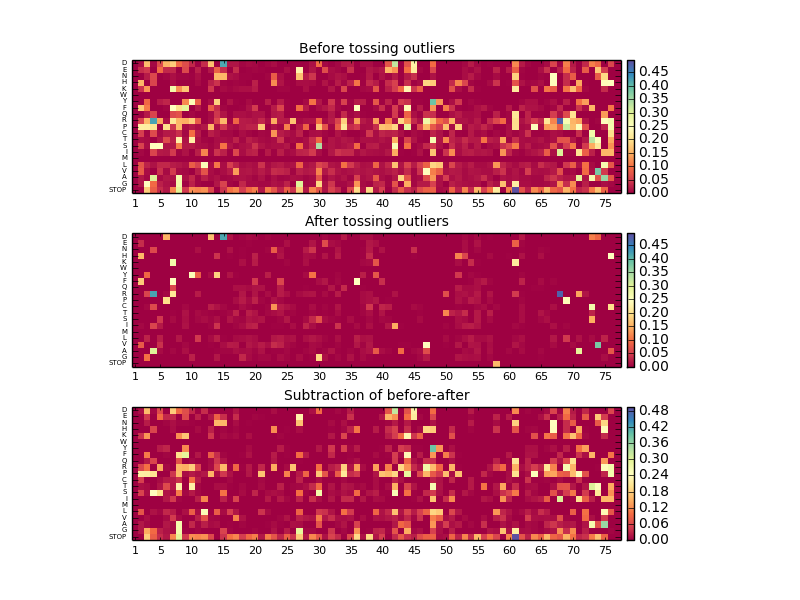 Before tossing outliers
D
E
N
H
K
W
Y
F
Q
R
P
C
T
S
I
M
L
V
A
G
STOP
1 5 10 15 20 25 30 35 40 45 50 55 60 65 70 75
0.45
0.40
0.35
0.30
0.25
0.20
0.15
0.10
0.05
0.00
After tossing outliers
D
E
N
H
K
W
Y
F
Q
R
P
C
T
S
I
M
L
V
A
G
STOP
1 5 10 15 20 25 30 35 40 45 50 55 60 65 70 75
0.45
0.40
0.35
0.30
0.25
0.20
0.15
0.10
0.05
0.00
Subtraction of before-after
D
E
N
H
K
W
Y
F
Q
R
P
C
T
S
I
M
L
V
A
G
STOP
1 5 10 15 20 25 30 35 40 45 50 55 60 65 70 75
0.48
0.42
0.36
0.30
0.24
0.18
0.12
0.06
0.00